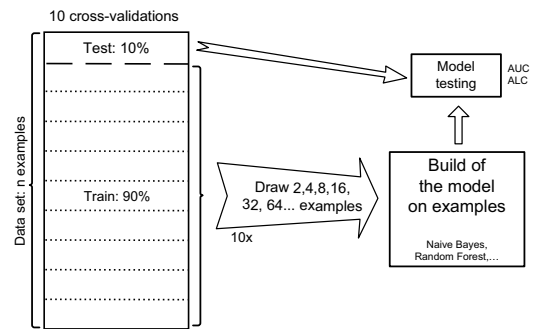 10 cross-validations
Test: 10%
Model
testing
AUC
ALC
Data set: n examples
Train: 90%
Draw 2,4,8,16,
32, 64... examples
10x
Build of
the model
on examples
Naive Bayes,
Random Forest,...